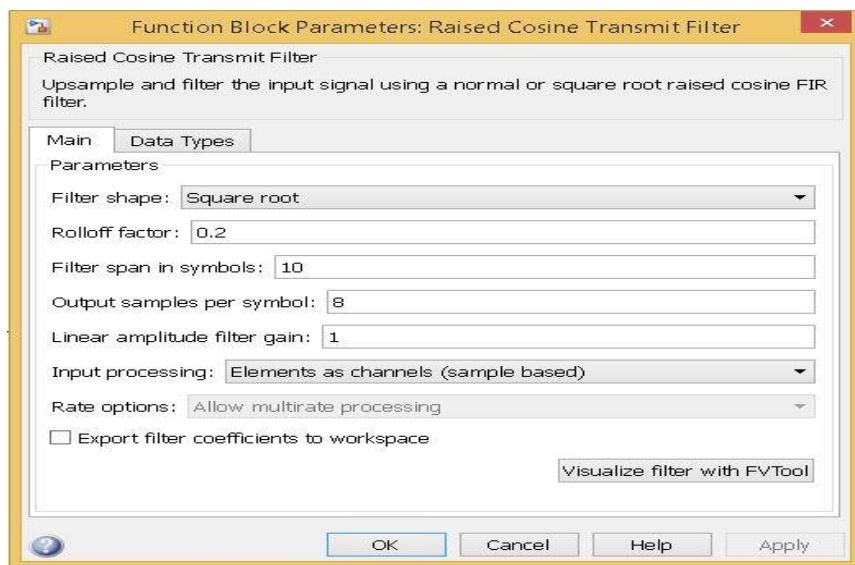 Function Block Parameters: Raised Cosine Transmit Filter
Raised Cosine Transmit Filter
Upsample and filter the input signal using a normal or square root raised cosine FIR
filter.
Main
Data Types
Parameters
Filter shape: Square root
Rolloff factor: 0.2
Filter span in symbols: 10
Output samples per symbol: 8
Linear amplitude filter gain: 1
Input processing: Elements as channels (sample based)
Rate options: Allow multirate processing
Export filter coefficients to workspace
Visualize filter with FVTool
OK
Cancel
Help
Apply